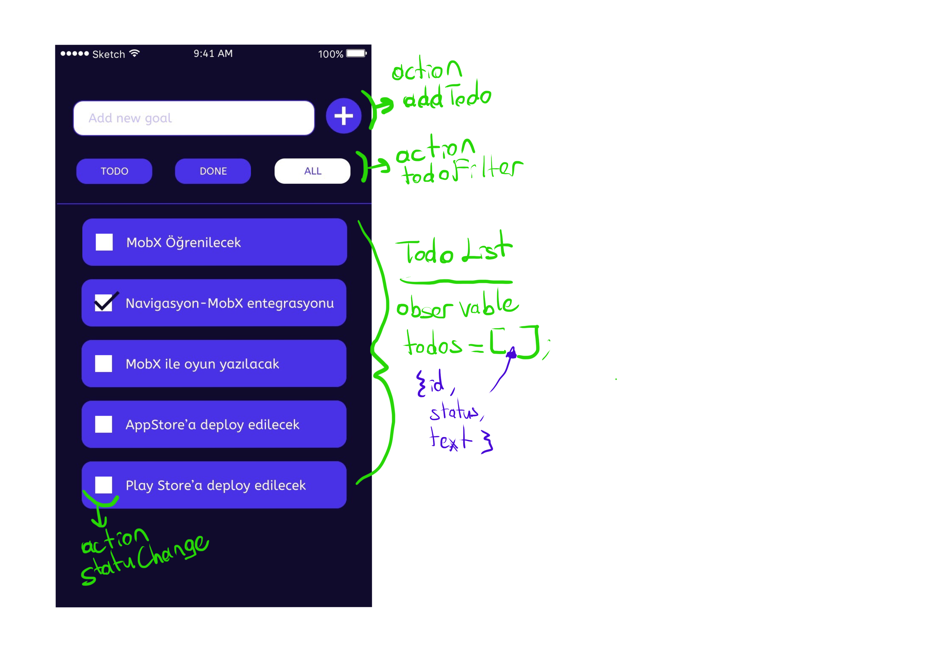 Sketch 9:41 AM 100%
action
addTodo
Add new goal
action
todoFilter
TODO DONE ALL
MobX Öğrenilecek
Navigasyon-MobX entegrasyonu
MobX ile oyun yazılacak
AppStore'a deploy edilecek
Play Store'a deploy edilecek
Todo List
observable
todos = [ ];
{id,
status,
text }
action
statuChange